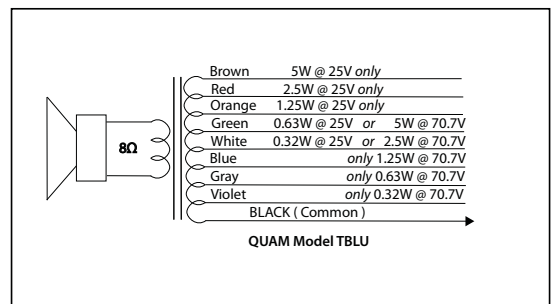 Brown 5W @ 25V only
Red 2.5W @ 25V only
Orange 1.25W @ 25V only
Green 0.63W @ 25V or 5W @ 70.7V
White 0.32W @ 25V or 2.5W @ 70.7V
Blue only 1.25W @ 70.7V
Gray only 0.63W @ 70.7V
Violet only 0.32W @ 70.7V
BLACK ( Common )
8Ω
QUAM Model TBLU